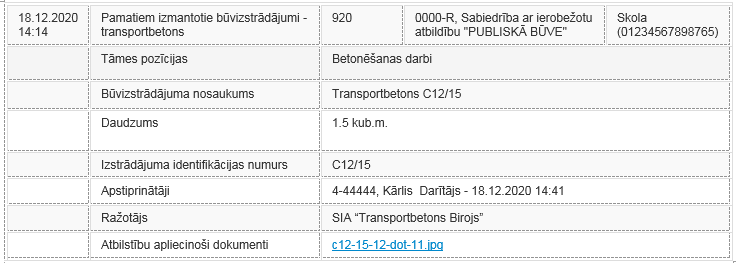 18.12.2020 14:14
Pamatiem izmantotie būvizstrādājumi - transportbetons
920
0000-R, Sabiedrība ar ierobežotu atbildību "PUBLISKĀ BŪVE"
Skola (01234567898765)
Tāmes pozīcijas
Betonēšanas darbi
Būvizstrādājuma nosaukums
Transportbetons C12/15
Daudzums
1.5 kub.m.
Izstrādājuma identifikācijas numurs
C12/15
Apstiprinātāji
4-44444, Kārlis Darītājs - 18.12.2020 14:41
Ražotājs
SIA “Transportbetons Birojs”
Atbilstību apliecinoši dokumenti
c12-15-12-dot-11.jpg